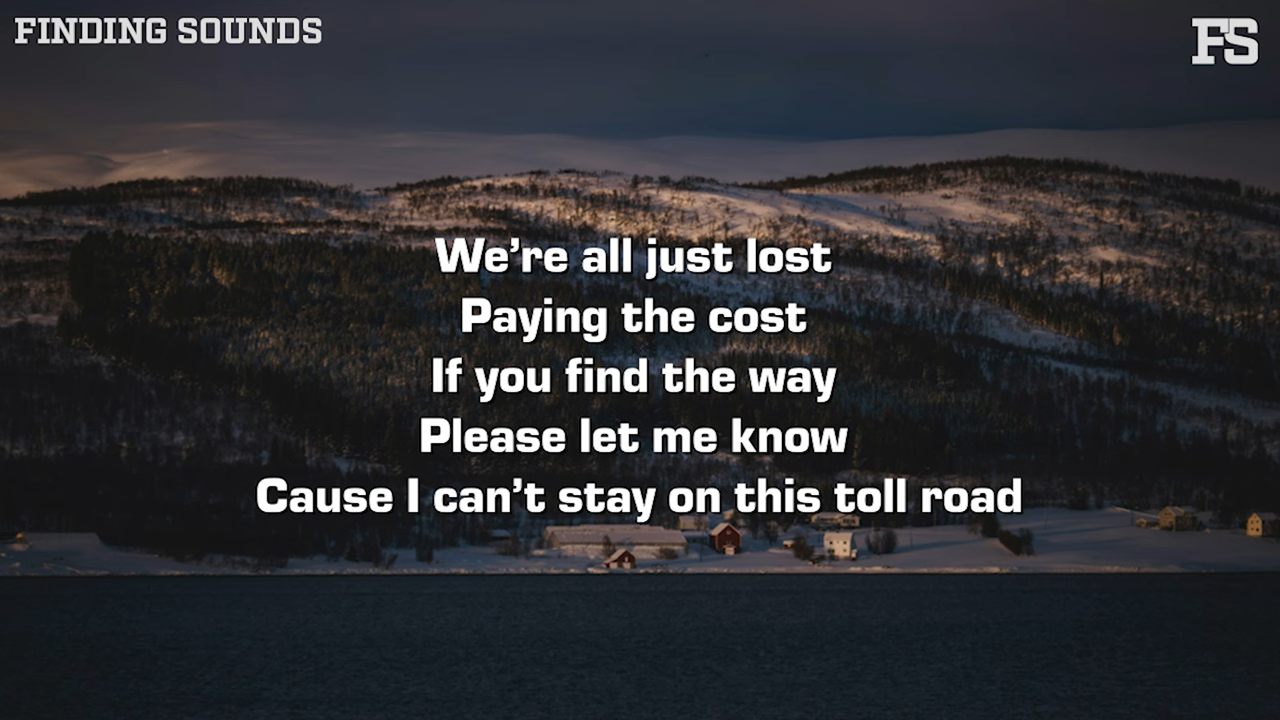 FINDING SOUNDS
FS
We’re all just lost
Paying the cost
If you find the way
Please let me know
Cause I can’t stay on this toll road